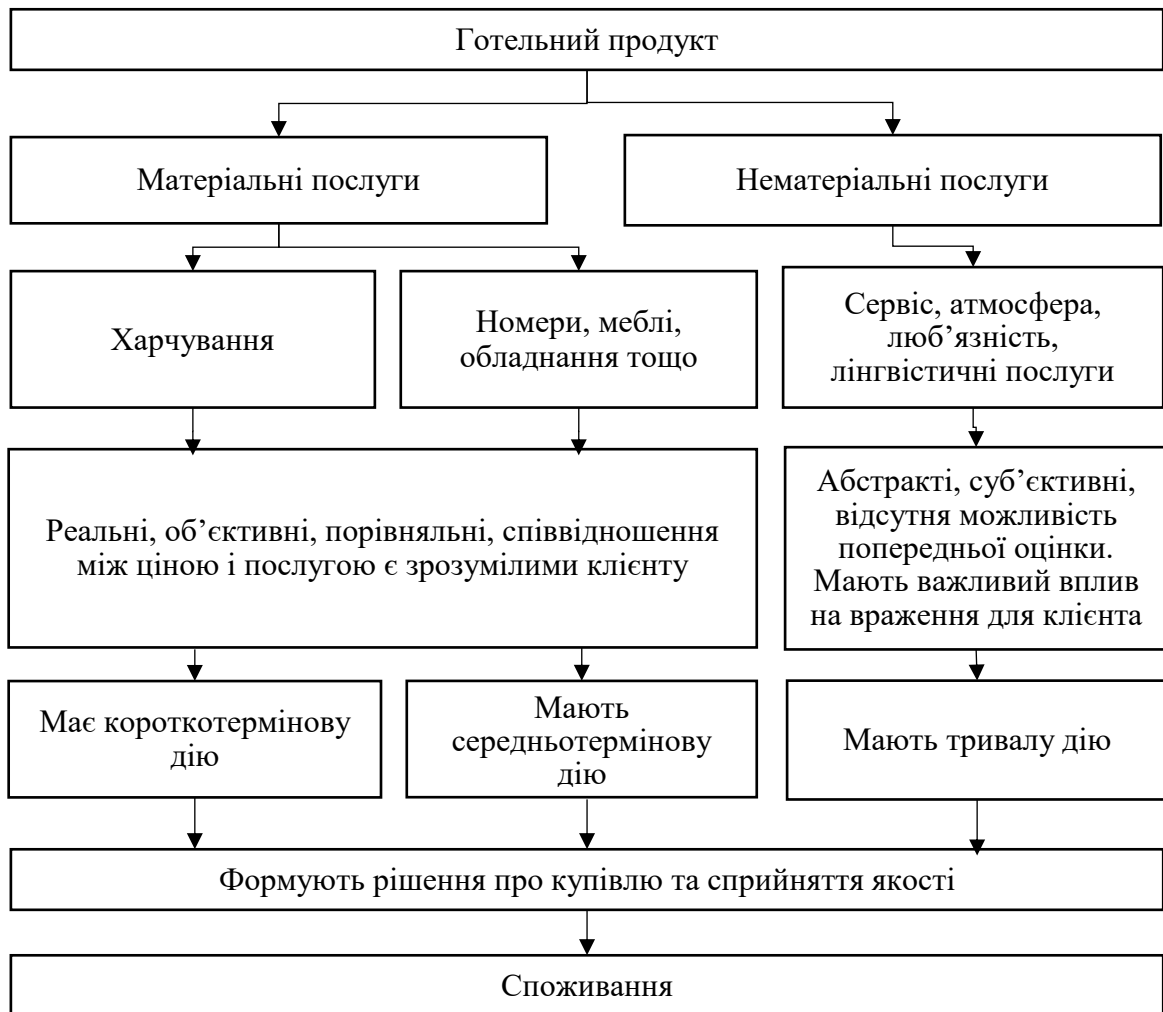 Готельний продукт
Матеріальні послуги
Нематеріальні послуги
Харчування
Номери, меблі,
обладнання тощо
Сервіс, атмосфера,
люб’язність,
лінгвістичні послуги
Реальні, об’єктивні, порівняльні, співвідношення
між ціною і послугою є зрозумілими клієнту
Абстракті, суб’єктивні,
відсутня можливість
попередньої оцінки.
Мають важливий вплив
на враження для клієнта
Має короткотермінову
дію
Мають
середньотермінову
дію
Мають тривалу дію
Формують рішення про купівлю та сприйняття якості
Споживання